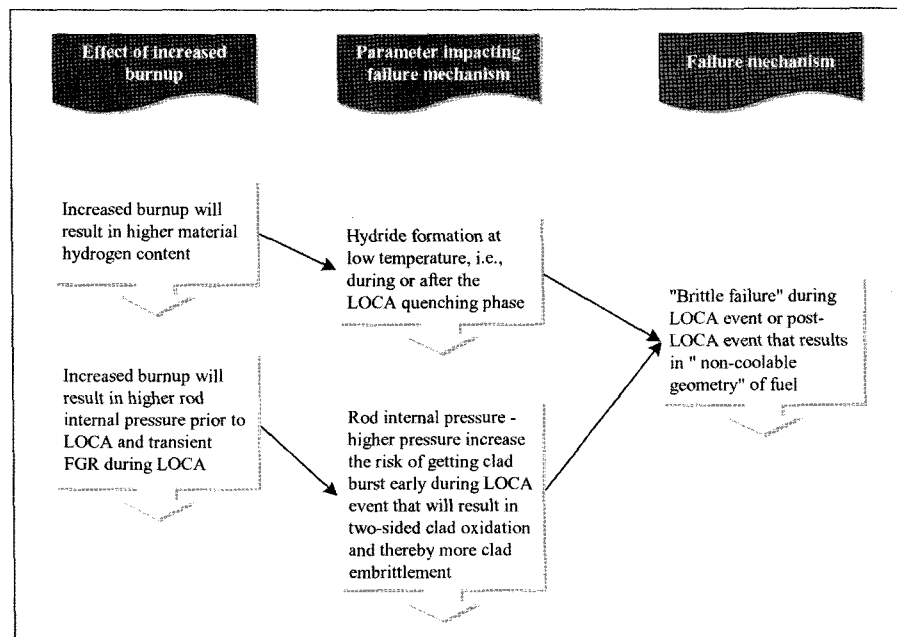 Effect of increased
burnup
Parameter impacting
failure mechanism
Failure mechanism
Increased burnup will
result in higher material
hydrogen content
Hydride formation at
low temperature, i.e.,
during or after the
LOCA quenching phase
"Brittle failure" during
LOCA event or post-
LOCA event that results
in " non-coolable
geometry" of fuel
Increased burnup will
result in higher rod
internal pressure prior to
LOCA and transient
FGR during LOCA
Rod internal pressure -
higher pressure increase
the risk of getting clad
burst early during LOCA
event that will result in
two-sided clad oxidation
and thereby more clad
embrittlement